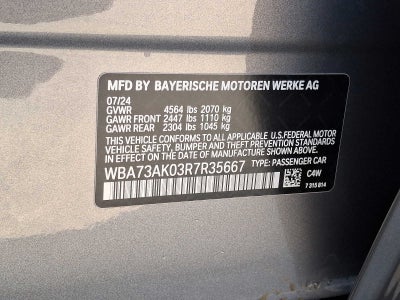 MFD BY BAYERISCHE MOTOREN WERKE AG
07/24
GVWR 4564 lbs 2070 kg
GAWR FRONT 2447 lbs 1110 kg
GAWR REAR 2304 lbs 1045 kg
THIS VEHICLE CONFORMS TO ALL APPLICABLE U.S.FEDERAL MOTOR
VEHICLE SAFETY, BUMPER, AND THEFT PREVENTION STANDARDS
IN EFFECT ON THE DATE OF MANUFACTURE SHOWN ABOVE.
WBA73AK03R7R35667 TYPE: PASSENGER CAR
C4W
7 315 814